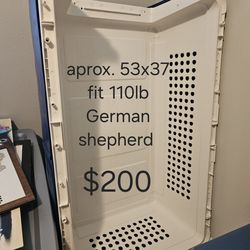 aprox. 53x37
fit 110lb
German
shepherd
$200